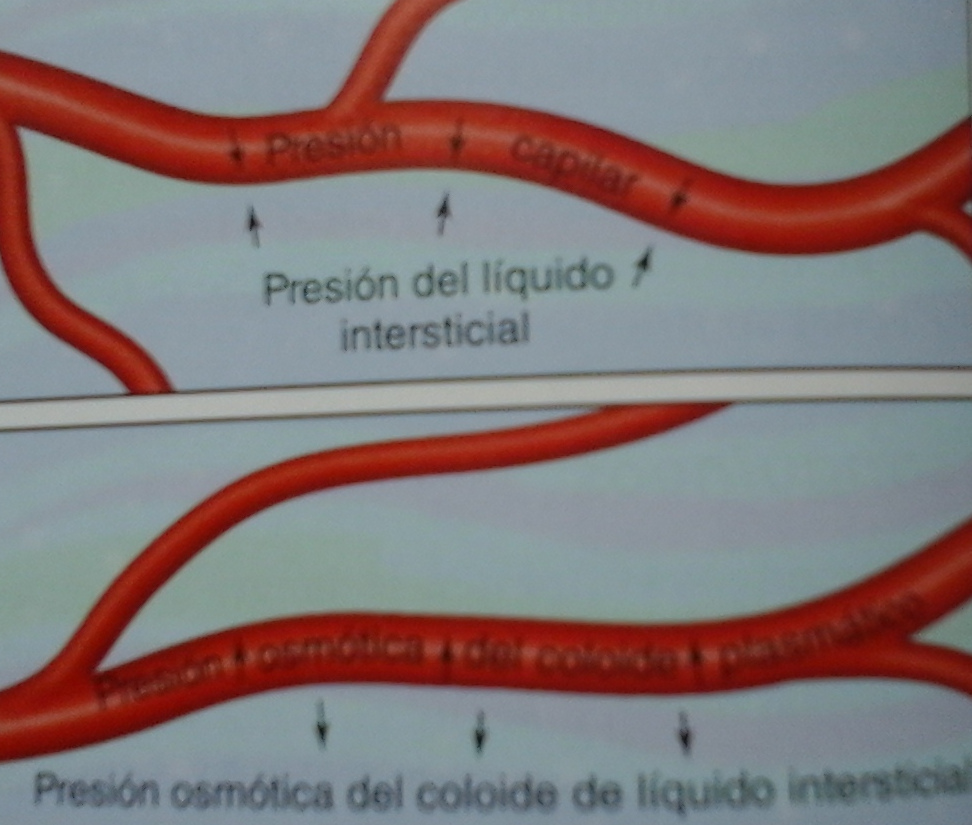 Presión capilar
Presión del líquido
intersticial
Presión osmótica del coloide plasmático
Presión osmótica del coloide de líquido intersticial